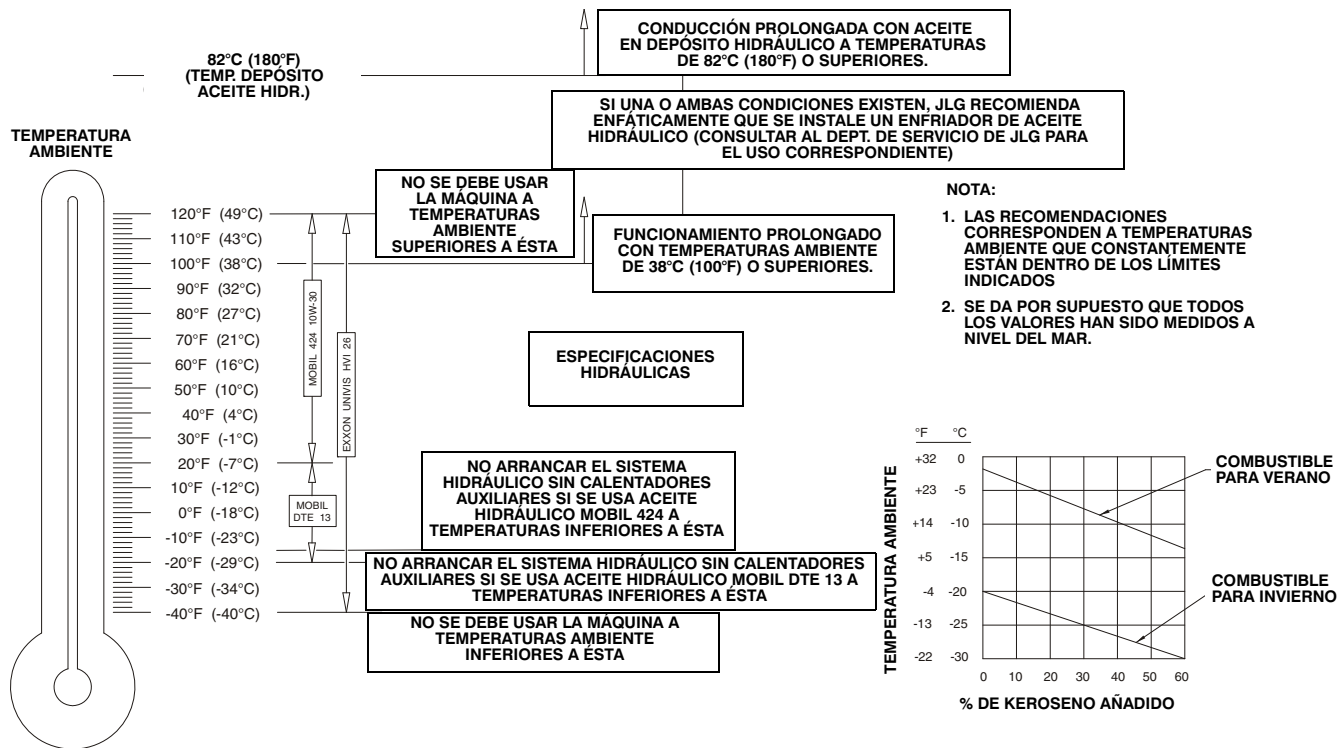 82°C (180°F)
(TEMP. DEPÓSITO
ACEITE HIDR.)
CONDUCCIÓN PROLONGADA CON ACEITE
EN DEPÓSITO HIDRÁULICO A TEMPERATURAS
DE 82°C (180°F) O SUPERIORES.
SI UNA O AMBAS CONDICIONES EXISTEN, JLG RECOMIENDA
ENFÁTICAMENTE QUE SE INSTALE UN ENFRIADOR DE ACEITE
HIDRÁULICO (CONSULTAR AL DEPT. DE SERVICIO DE JLG PARA
EL USO CORRESPONDIENTE)
TEMPERATURA
AMBIENTE
NO SE DEBE USAR
LA MÁQUINA A
TEMPERATURAS
AMBIENTE
SUPERIORES A ÉSTA
FUNCIONAMIENTO PROLONGADO
CON TEMPERATURAS AMBIENTE
DE 38°C (100°F) O SUPERIORES.
NOTA:
1. LAS RECOMENDACIONES
CORRESPONDEN A TEMPERATURAS
AMBIENTE QUE CONSTANTEMENTE
ESTÁN DENTRO DE LOS LÍMITES
INDICADOS
2. SE DA POR SUPUESTO QUE TODOS
LOS VALORES HAN SIDO MEDIDOS A
NIVEL DEL MAR.
120°F (49°C)
110°F (43°C)
100°F (38°C)
90°F (32°C)
80°F (27°C)
70°F (21°C)
60°F (16°C)
50°F (10°C)
40°F (4°C)
30°F (-1°C)
20°F (-7°C)
10°F (-12°C)
0°F (-18°C)
-10°F (-23°C)
-20°F (-29°C)
-30°F (-34°C)
-40°F (-40°C)
MOBIL 424 10W-30
EXXON UNIVIS HVI 26
MOBIL
DTE 13
ESPECIFICACIONES
HIDRÁULICAS
NO ARRANCAR EL SISTEMA
HIDRÁULICO SIN CALENTADORES
AUXILIARES SI SE USA ACEITE
HIDRÁULICO MOBIL 424 A
TEMPERATURAS INFERIORES A ÉSTA
NO ARRANCAR EL SISTEMA HIDRÁULICO SIN CALENTADORES
AUXILIARES SI SE USA ACEITE HIDRÁULICO MOBIL DTE 13 A
TEMPERATURAS INFERIORES A ÉSTA
NO SE DEBE USAR LA MÁQUINA A
TEMPERATURAS AMBIENTE
INFERIORES A ÉSTA
°F °C
+32 0
+23 -5
+14 -10
+5 -15
-4 -20
-13 -25
-22 -30
TEMPERATURA AMBIENTE
0 10 20 30 40 50 60
% DE KEROSENO AÑADIDO
COMBUSTIBLE
PARA VERANO
COMBUSTIBLE
PARA INVIERNO